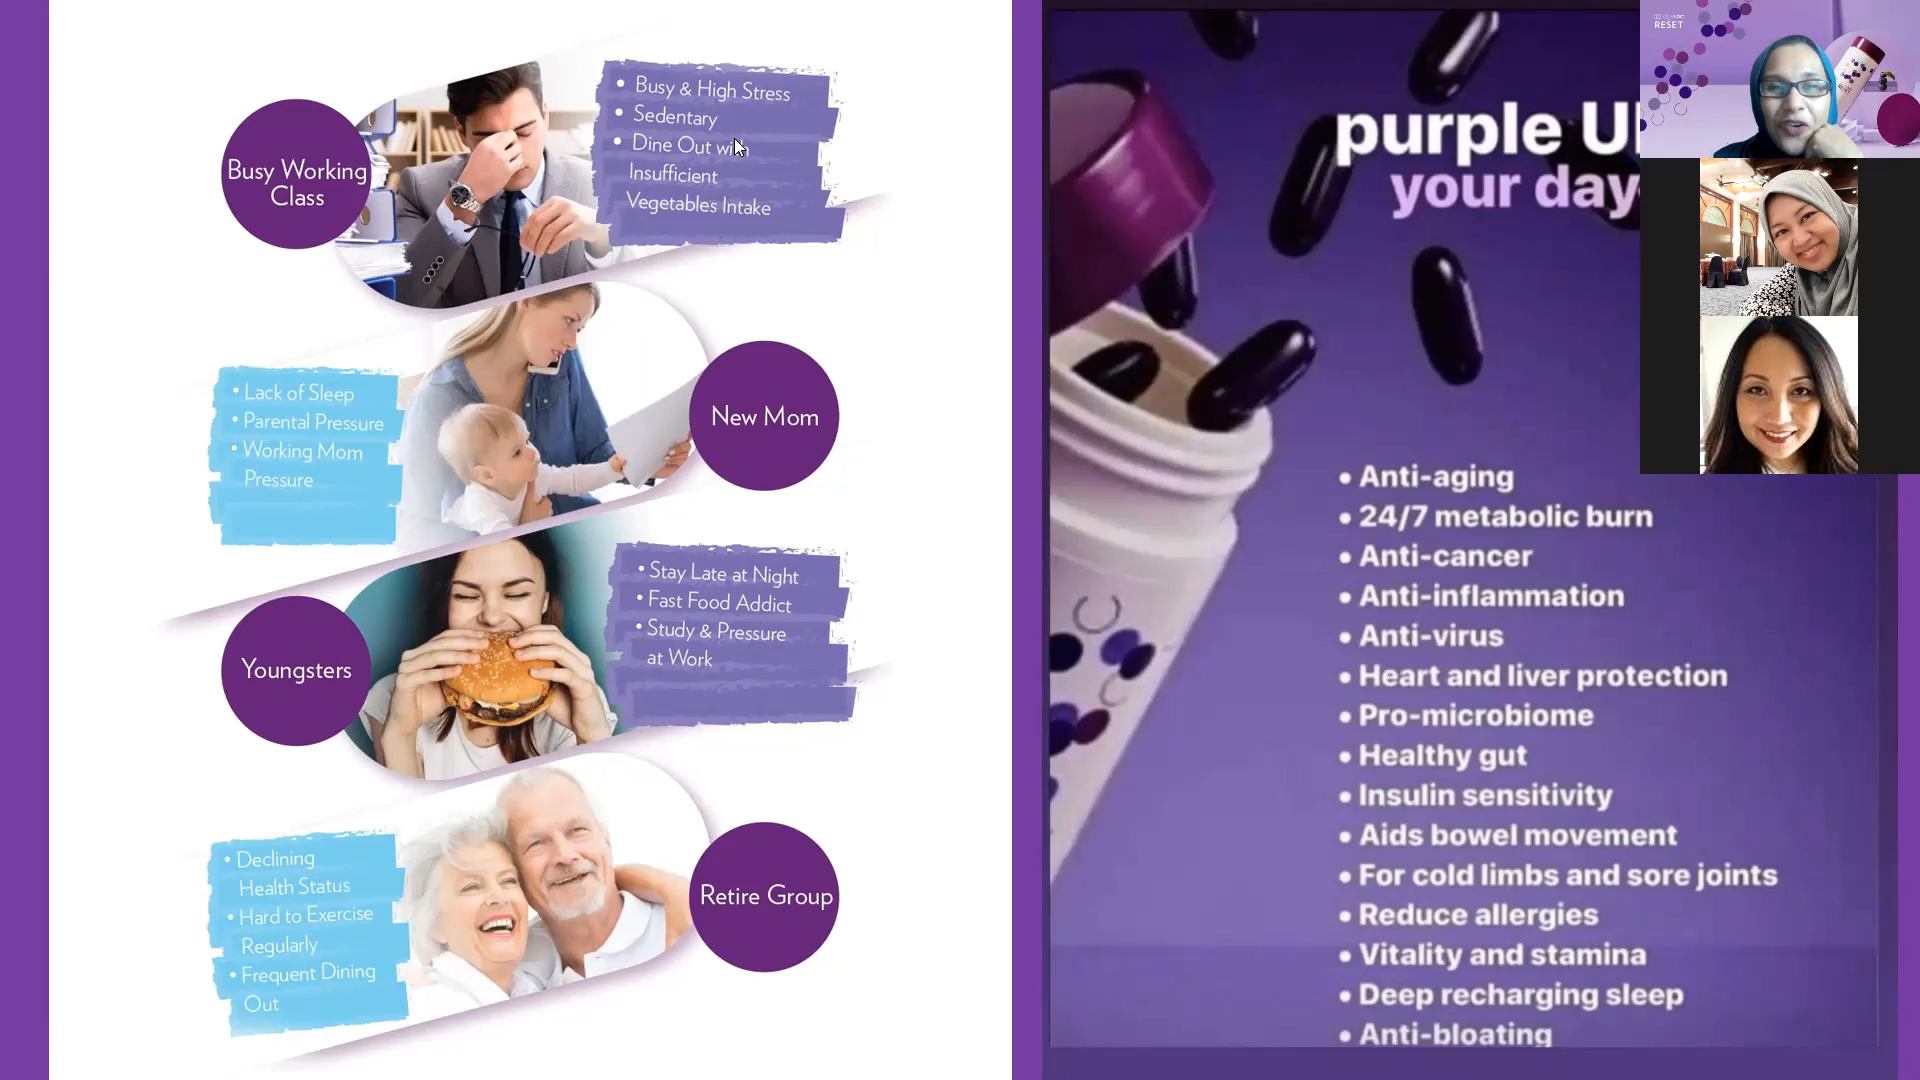 Busy Working
Class
• Busy & High Stress
• Sedentary
• Dine Out with
Insufficient
Vegetables Intake
• Lack of Sleep
• Parental Pressure
• Working Mom
Pressure
New Mom
Youngsters
• Stay Late at Night
• Fast Food Addict
• Study & Pressure
at Work
• Declining
Health Status
• Hard to Exercise
Regularly
• Frequent Dining
Out
Retire Group
purple
your day
• Anti-aging
• 24/7 metabolic burn
• Anti-cancer
• Anti-inflammation
• Anti-virus
• Heart and liver protection
• Pro-microbiome
• Healthy gut
• Insulin sensitivity
• Aids bowel movement
• For cold limbs and sore joints
• Reduce allergies
• Vitality and stamina
• Deep recharging sleep
• Anti-bloating
RESET